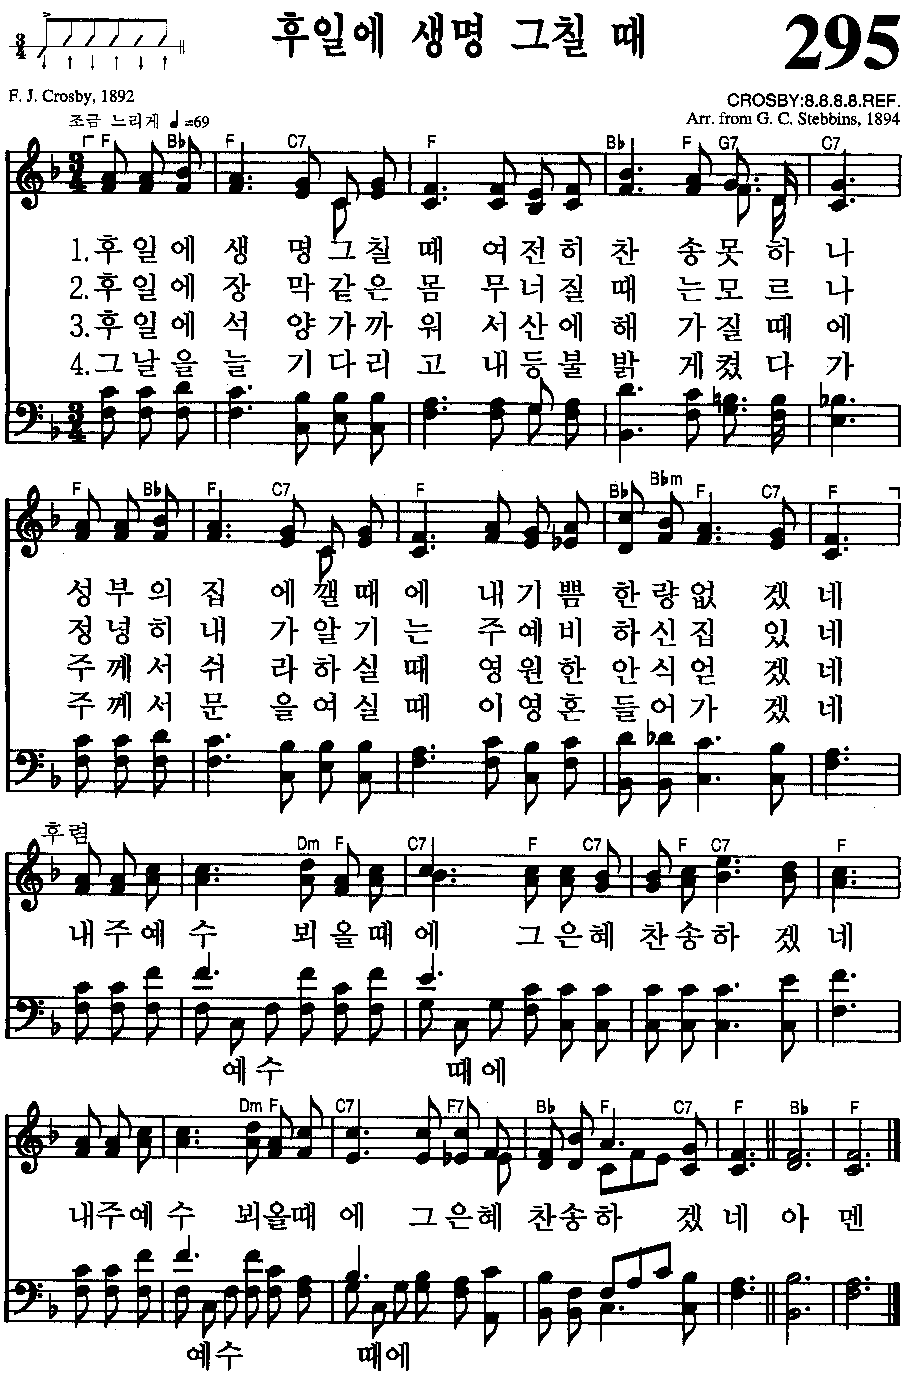 후일에 생명 그칠 때
295
F. J. Crosby, 1892
CROSBY:8.8.8.8.REF.
조금 느리게 ♩=69
Arr. from G. C. Stebbins, 1894
F Bb F C7 F Bb F G7 C7
3/4
1.후일에 생 명그칠 때 여전히 찬 송못 하 나
2.후일에 장 막같은 몸 무너질 때 는모 르 나
3.후일에 석 양가까 워 서산에 해 가질 때 에
4.그날을 늘 기다리 고 내등불 밝 게켰 다 가
F Bb F C7 F Bb Bbm F C7 F
성부의 집 에깰때 에 내기쁨 한량없 겠 네
정녕히 내 가알기 는 주예비 하신집 있 네
주께서 쉬 라하실 때 영원한 안식얻 겠 네
주께서 문 을여실 때 이영혼 들어가 겠 네
후렴
Dm F C7 F C7 F C7 F
내주예 수 뵈 올때 에 그은혜 찬송하 겠 네
예수 때에
Dm F C7 F7 Bb F C7 F Bb F
내주예 수 뵈올때 에 그은혜 찬송하 겠 네 아 멘
예수 때에